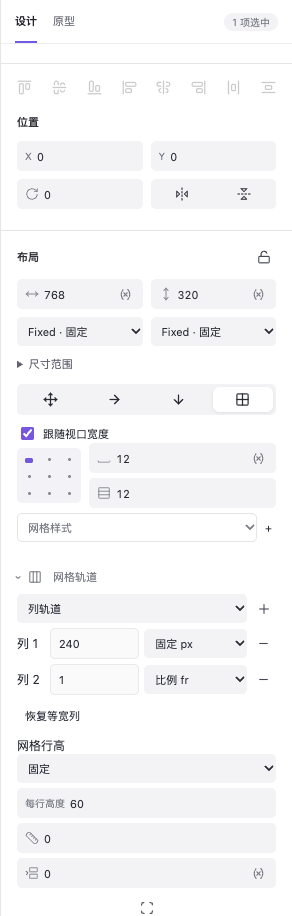 设计 原型 1 项选中
位置
X 0 Y 0
0
布局
768 (x) 320 (x)
Fixed · 固定 Fixed · 固定
尺寸范围
跟随视口宽度
12 (x)
12
网格样式 +
网格轨道
列轨道 +
列 1 240 固定 px −
列 2 1 比例 fr −
恢复等宽列
网格行高
固定
每行高度 60
0
0 (x)